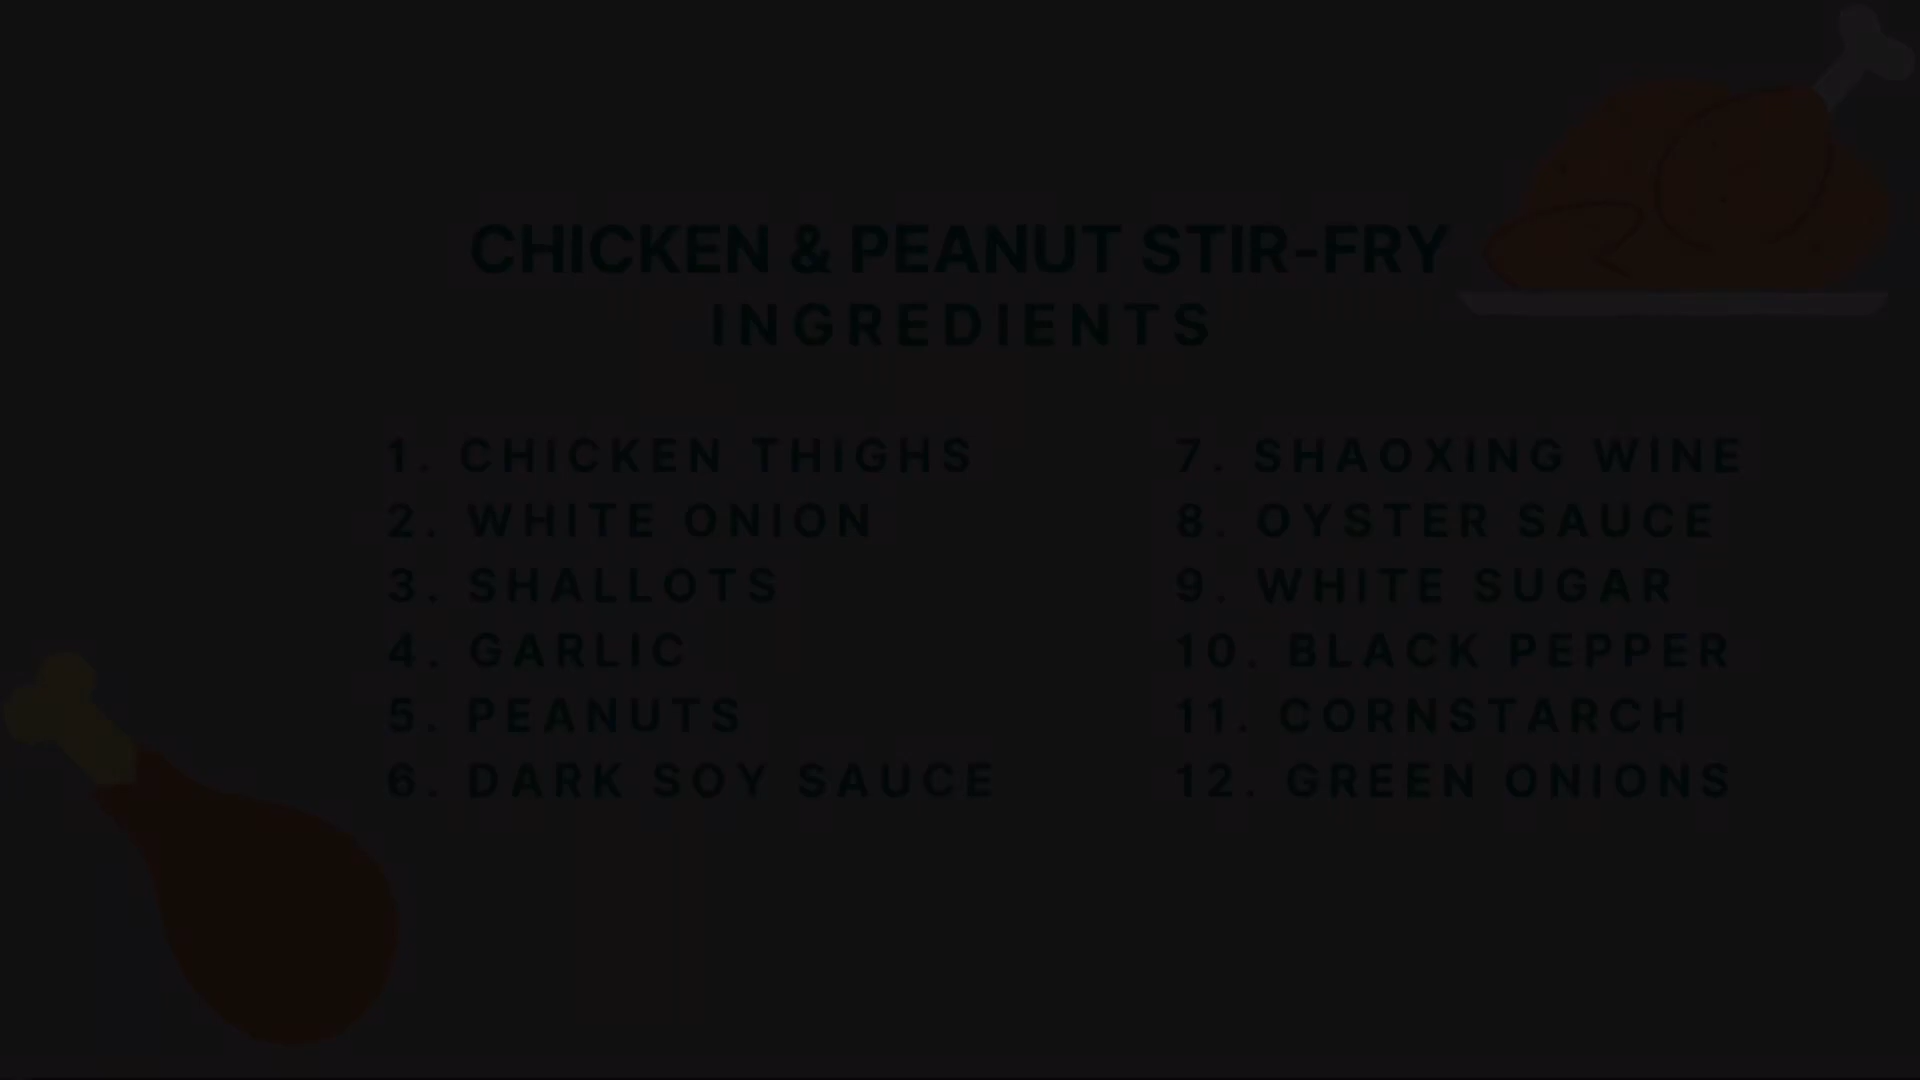 CHICKEN & PEANUT STIR-FRY
INGREDIENTS
1. CHICKEN THIGHS
2. WHITE ONION
3. SHALLOTS
4. GARLIC
5. PEANUTS
6. DARK SOY SAUCE
7. SHAOXING WINE
8. OYSTER SAUCE
9. WHITE SUGAR
10. BLACK PEPPER
11. CORNSTARCH
12. GREEN ONIONS